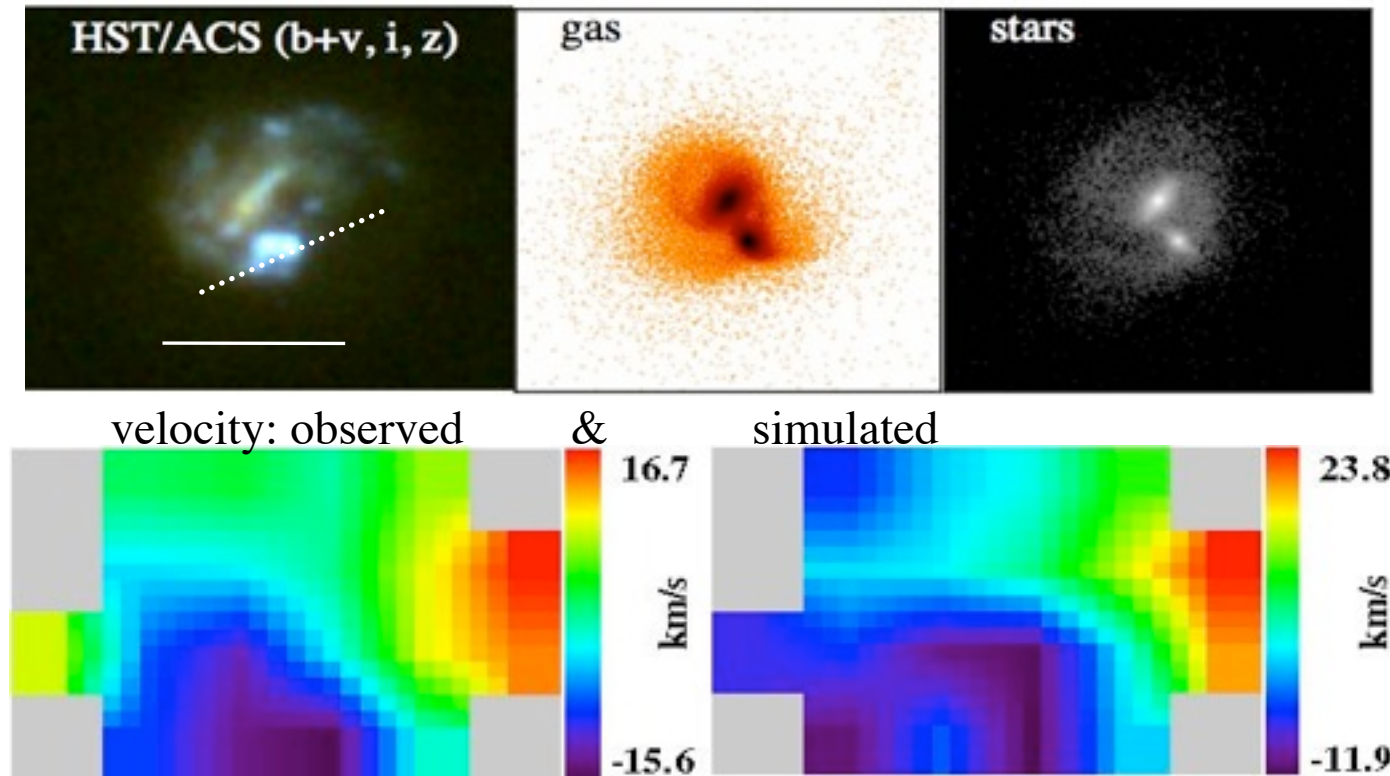 HST/ACS (b+v, i, z)
gas
stars
velocity: observed & simulated
16.7
km/s
-15.6
23.8
km/s
-11.9